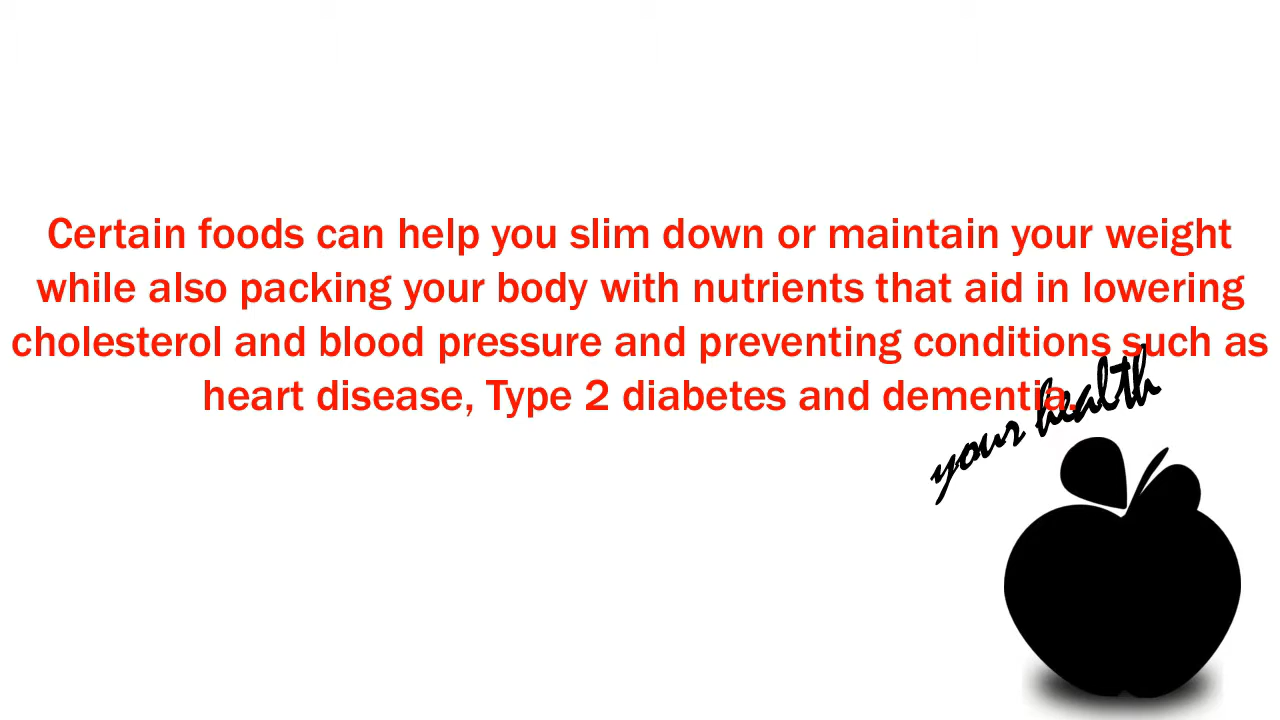 Certain foods can help you slim down or maintain your weight
while also packing your body with nutrients that aid in lowering
cholesterol and blood pressure and preventing conditions such as
heart disease, Type 2 diabetes and dementia.
your health